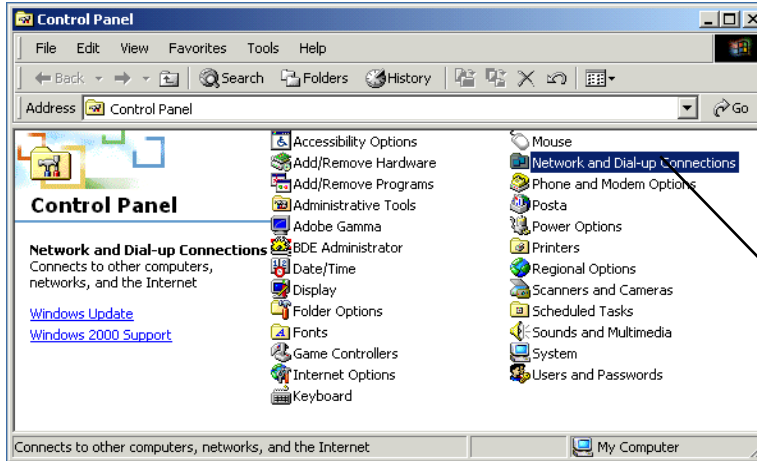 Control Panel
File Edit View Favorites Tools Help
Back Search Folders History
Address Control Panel Go
Control Panel
Network and Dial-up Connections
Connects to other computers,
networks, and the Internet
Windows Update
Windows 2000 Support
Accessibility Options
Add/Remove Hardware
Add/Remove Programs
Administrative Tools
Adobe Gamma
BDE Administrator
Date/Time
Display
Folder Options
Fonts
Game Controllers
Internet Options
Keyboard
Mouse
Network and Dial-up Connections
Phone and Modem Options
Posta
Power Options
Printers
Regional Options
Scanners and Cameras
Scheduled Tasks
Sounds and Multimedia
System
Users and Passwords
Connects to other computers, networks, and the Internet My Computer